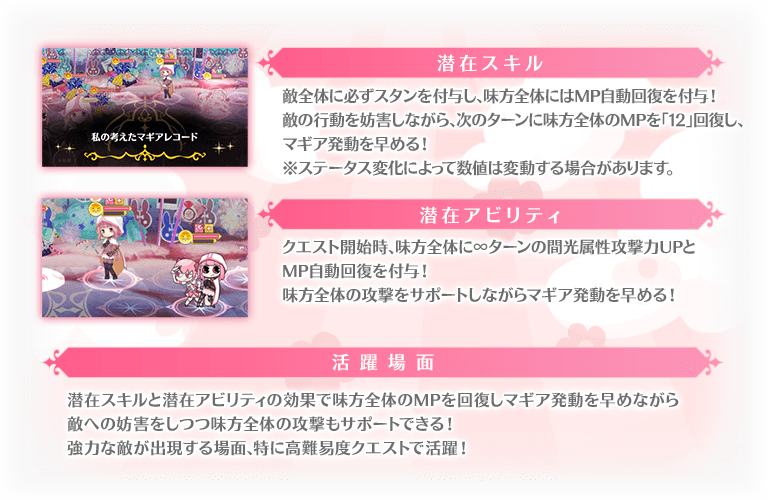 潜在スキル
私の考えたマギアレコード
敵全体に必ずスタンを付与し、味方全体にはMP自動回復を付与!
敵の行動を妨害しながら、次のターンに味方全体のMPを「12」回復し、
マギア発動を早める!
※ステータス変化によって数値は変動する場合があります。
潜在アビリティ
クエスト開始時、味方全体に∞ターンの間光属性攻撃力UPと
MP自動回復を付与!
味方全体の攻撃をサポートしながらマギア発動を早める!
活躍場面
潜在スキルと潜在アビリティの効果で味方全体のMPを回復しマギア発動を早めながら
敵への妨害をしつつ味方全体の攻撃もサポートできる!
強力な敵が出現する場面、特に高難易度クエストで活躍!